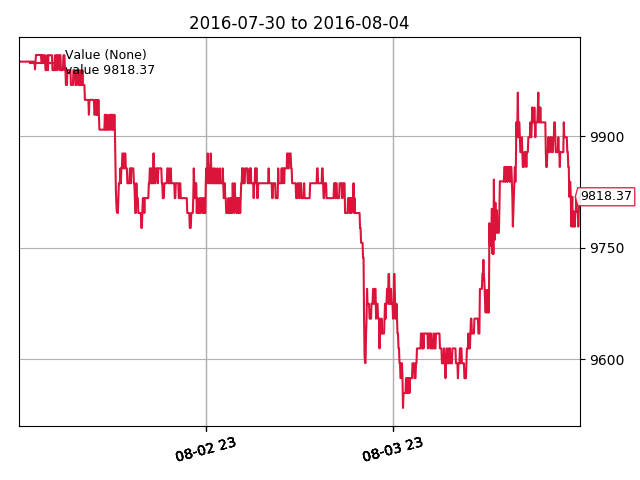 2016-07-30 to 2016-08-04
Value (None)
value 9818.37
9900
9818.37
9750
9600
08-02 23
08-03 23